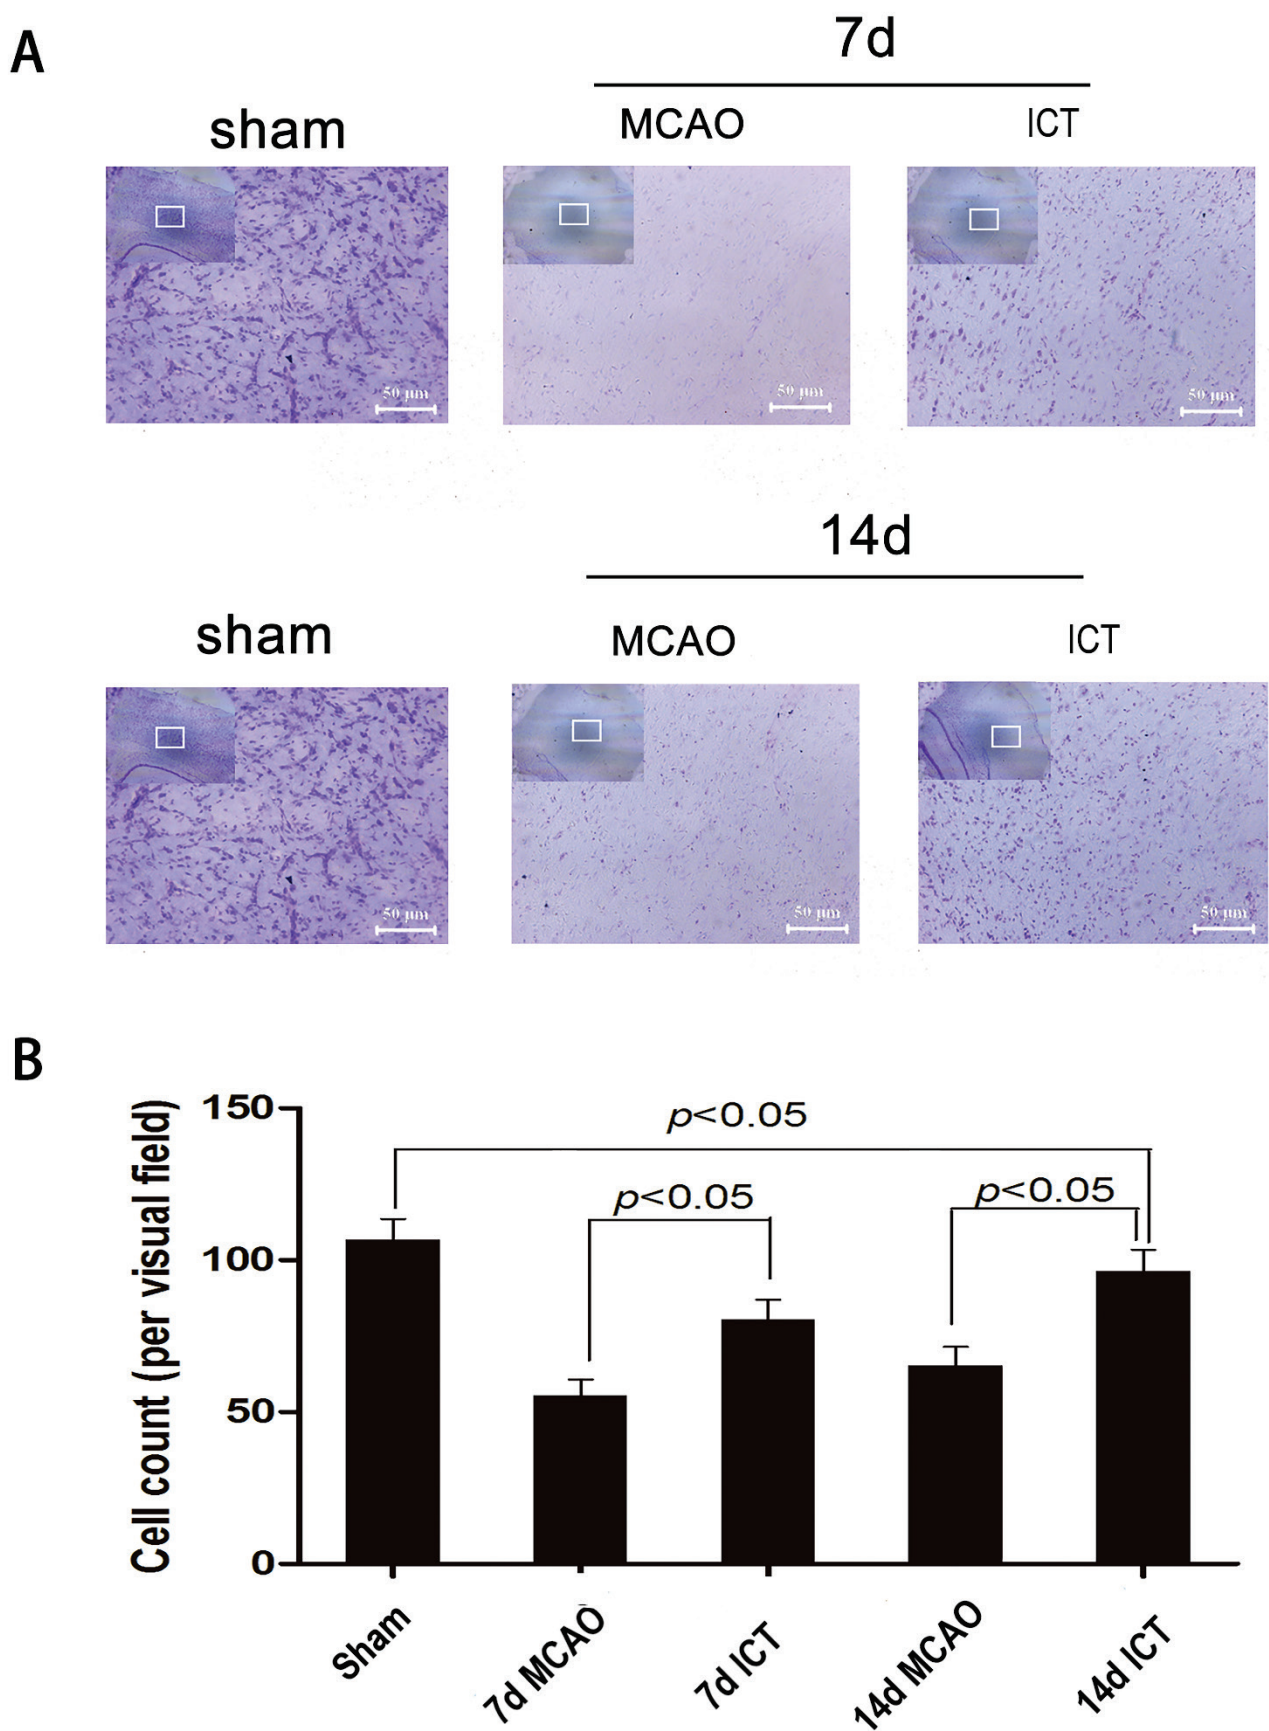 A
7d
sham
MCAO
ICT
50 µm
50 µm
50 µm
14d
sham
MCAO
ICT
50 µm
50 µm
50 µm
B
Cell count (per visual field)
150
100
50
0
p<0.05
p<0.05
p<0.05
Sham
7d MCAO
7d ICT
14d MCAO
14d ICT